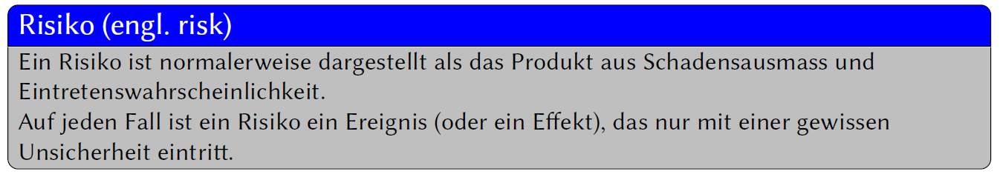 Risiko (engl. risk)
Ein Risiko ist normalerweise dargestellt als das Produkt aus Schadensausmass und
Eintretenswahrscheinlichkeit.
Auf jeden Fall ist ein Risiko ein Ereignis (oder ein Effekt), das nur mit einer gewissen
Unsicherheit eintritt.